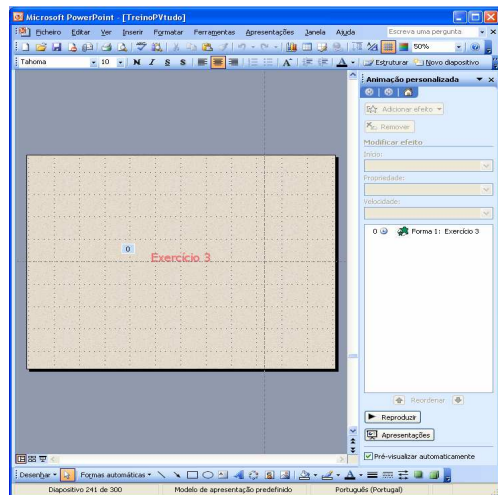 Microsoft PowerPoint - [TreinoPVtudo]
Ficheiro Editar Ver Inserir Formatar Ferramentas Apresentações Janela Ajuda Escreva uma pergunta
50%
Tahoma 10 N I S S A A Estruturar Novo diapositivo
Animação personalizada
Adicionar efeito
Remover
Modificar efeito
Início:
Propriedade:
Velocidade:
0 Forma 1: Exercício 3
0
Exercício 3
Reordenar
Reproduzir
Apresentações
Pré-visualizar automaticamente
Desenhar Formas automáticas A
Diapositivo 241 de 300 Modelo de apresentação predefinido Português (Portugal)